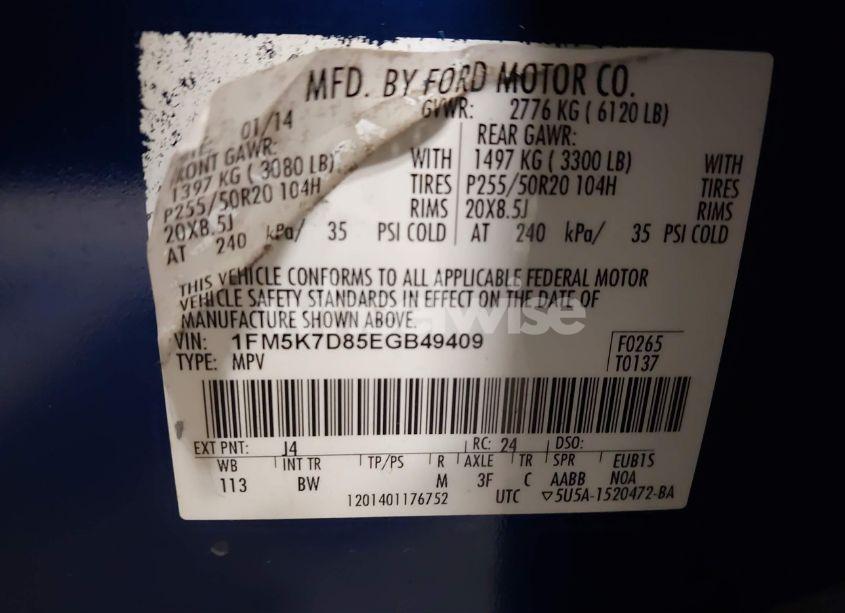 MFD. BY FORD MOTOR CO.
01/14 GVWR: 2776 KG ( 6120 LB)
FRONT GAWR: REAR GAWR:
1397 KG ( 3080 LB) WITH 1497 KG ( 3300 LB) WITH
P255/50R20 104H TIRES P255/50R20 104H TIRES
20X8.5J RIMS 20X8.5J RIMS
AT 240 kPa/ 35 PSI COLD AT 240 kPa/ 35 PSI COLD
THIS VEHICLE CONFORMS TO ALL APPLICABLE FEDERAL MOTOR
VEHICLE SAFETY STANDARDS IN EFFECT ON THE DATE OF
MANUFACTURE SHOWN ABOVE.
VIN: 1FM5K7D85EGB49409 F0265
TYPE: MPV T0137
EXT PNT: J4 RC: 24 DSO:
WB INT TR TP/PS R AXLE TR SPR EUB1S
113 BW M 3F C AABB NOA
1201401176752 UTC ▽5U5A-1520472-BA